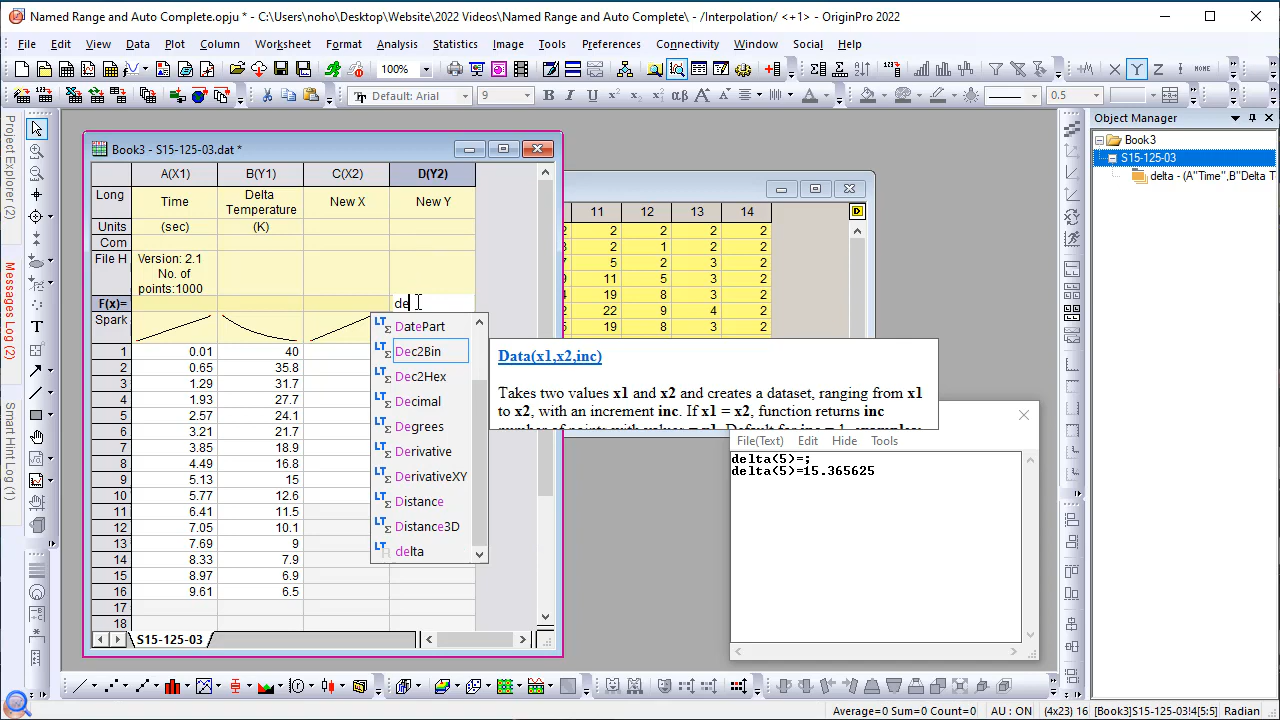 Named Range and Auto Complete.opju * - C:\Users\noho\Desktop\Website\2022 Videos\Named Range and Auto Complete\ - /Interpolation/ <+1> - OriginPro 2022
File Edit View Data Plot Column Worksheet Format Analysis Statistics Image Tools Preferences Connectivity Window Social Help
100%
Default: Arial 9 B I U 0.5
Project Explorer (2)
Messages Log (2)
Smart Hint Log (1)
Book3 - S15-125-03.dat *
A(X1) B(Y1) C(X2) D(Y2)
Long Time Delta Temperature New X New Y
Units (sec) (K)
Com
File H Version: 2.1 No. of points:1000
F(x)= de
Spark
1 0.01 40
2 0.65 35.8
3 1.29 31.7
4 1.93 27.7
5 2.57 24.1
6 3.21 21.7
7 3.85 18.9
8 4.49 16.8
9 5.13 15
10 5.77 12.6
11 6.41 11.5
12 7.05 10.1
13 7.69 9
14 8.33 7.9
15 8.97 6.9
16 9.61 6.5
17
18
S15-125-03
DatePart
Dec2Bin
Dec2Hex
Decimal
Degrees
Derivative
DerivativeXY
Distance
Distance3D
delta
Data(x1,x2,inc)
Takes two values x1 and x2 and creates a dataset, ranging from x1
to x2, with an increment inc. If x1 = x2, function returns inc
11 12 13 14
2 2 2 2
2 1 2 2
5 2 3 2
11 5 3 2
19 8 3 2
22 9 4 2
19 8 3 2
File(Text) Edit Hide Tools
delta(5)=;
delta(5)=15.365625
Object Manager
Book3
S15-125-03
delta - (A"Time",B"Delta T
Average=0 Sum=0 Count=0 AU : ON (4x23) 16 [Book3]S15-125-03!4[5:5] Radian